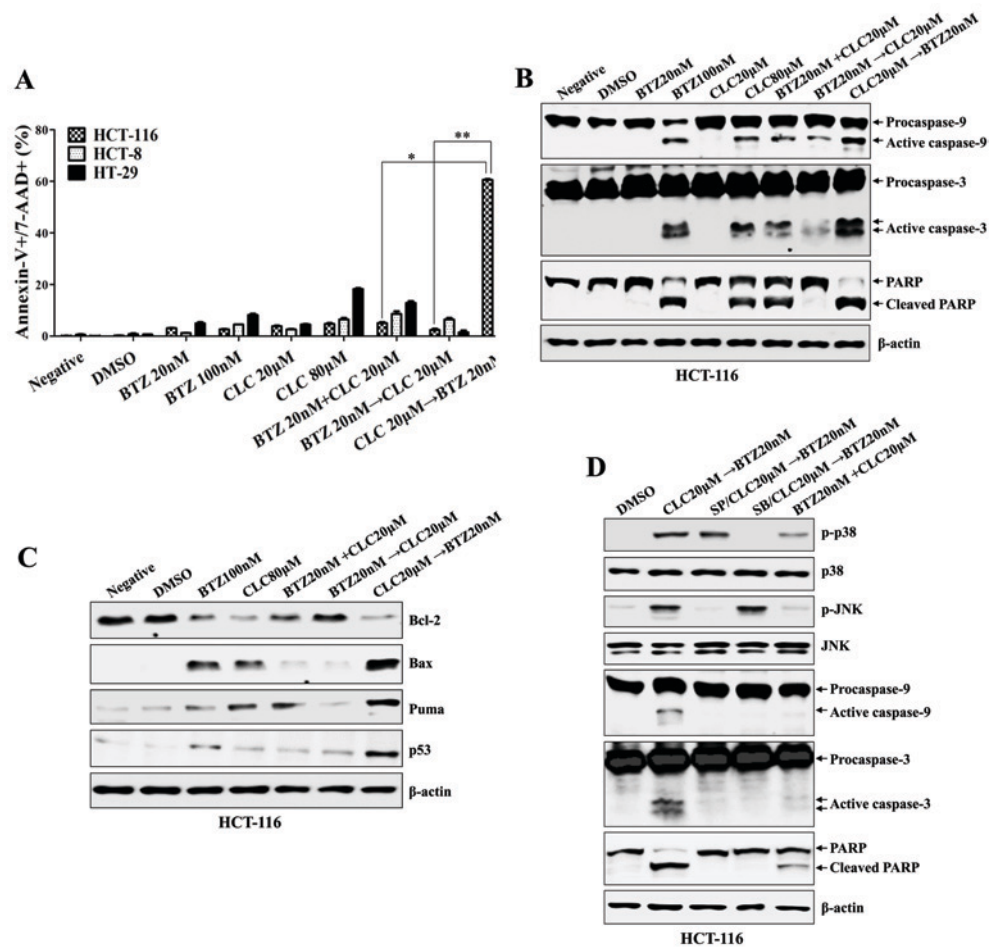 A
Annexin-V+/7-AAD+ (%)
80
60
40
20
0
HCT-116
HCT-8
HT-29
*
**
Negative
DMSO
BTZ 20nM
BTZ 100nM
CLC 20μM
CLC 80μM
BTZ 20nM+CLC 20μM
BTZ 20nM→CLC 20μM
CLC 20μM→BTZ 20nM
B
Negative
DMSO
BTZ20nM
BTZ100nM
CLC20μM
CLC80μM
BTZ20nM +CLC20μM
BTZ20nM →CLC20μM
CLC20μM →BTZ20nM
Procaspase-9
Active caspase-9
Procaspase-3
Active caspase-3
PARP
Cleaved PARP
β-actin
HCT-116
C
Negative
DMSO
BTZ100nM
CLC80μM
BTZ20nM +CLC20μM
BTZ20nM →CLC20μM
CLC20μM →BTZ20nM
Bcl-2
Bax
Puma
p53
β-actin
HCT-116
D
DMSO
CLC20μM →BTZ20nM
SP/CLC20μM →BTZ20nM
SB/CLC20μM →BTZ20nM
BTZ20nM +CLC20μM
p-p38
p38
p-JNK
JNK
Procaspase-9
Active caspase-9
Procaspase-3
Active caspase-3
PARP
Cleaved PARP
β-actin
HCT-116